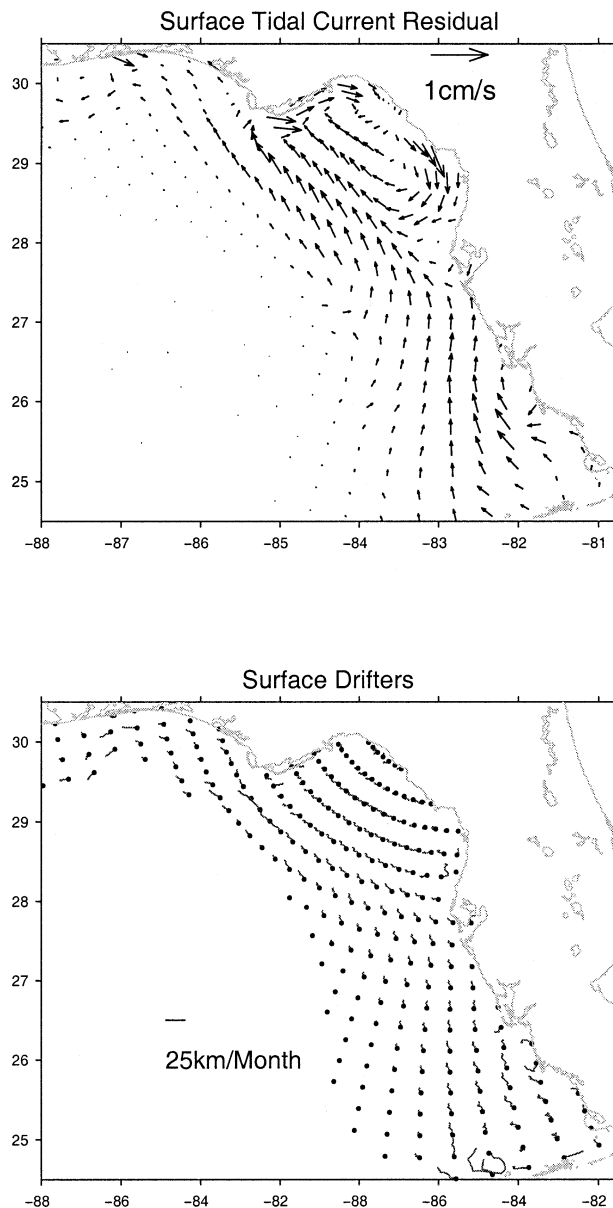 Surface Tidal Current Residual
30
1cm/s
29
28
27
26
25
−88 −87 −86 −85 −84 −83 −82 −81
Surface Drifters
30
29
28
27
26
25km/Month
25
−88 −86 −84 −82 −88 −86 −84 −82